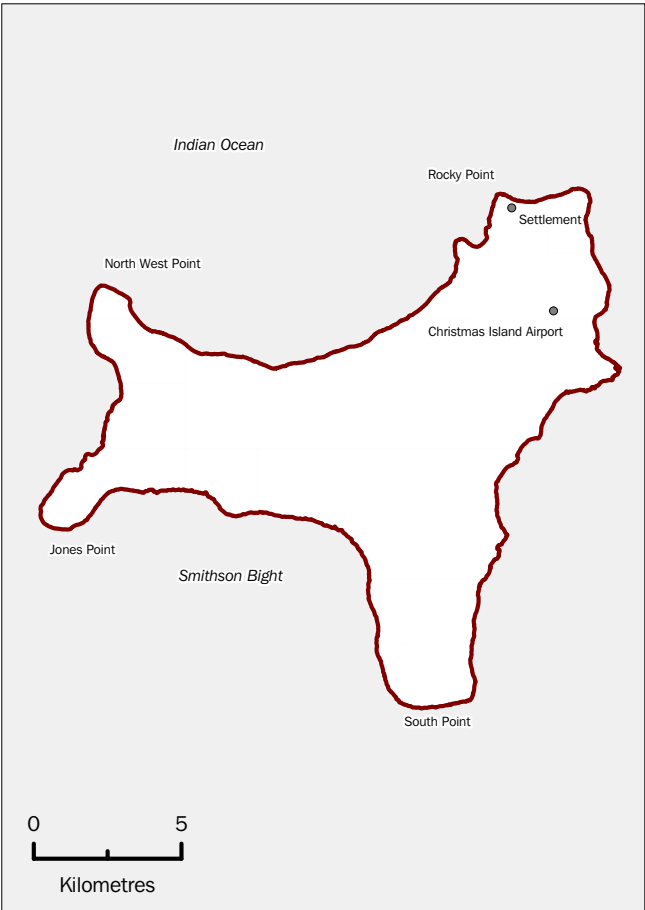 Indian Ocean
Rocky Point
Settlement
North West Point
Christmas Island Airport
Jones Point
Smithson Bight
South Point
0 5
Kilometres